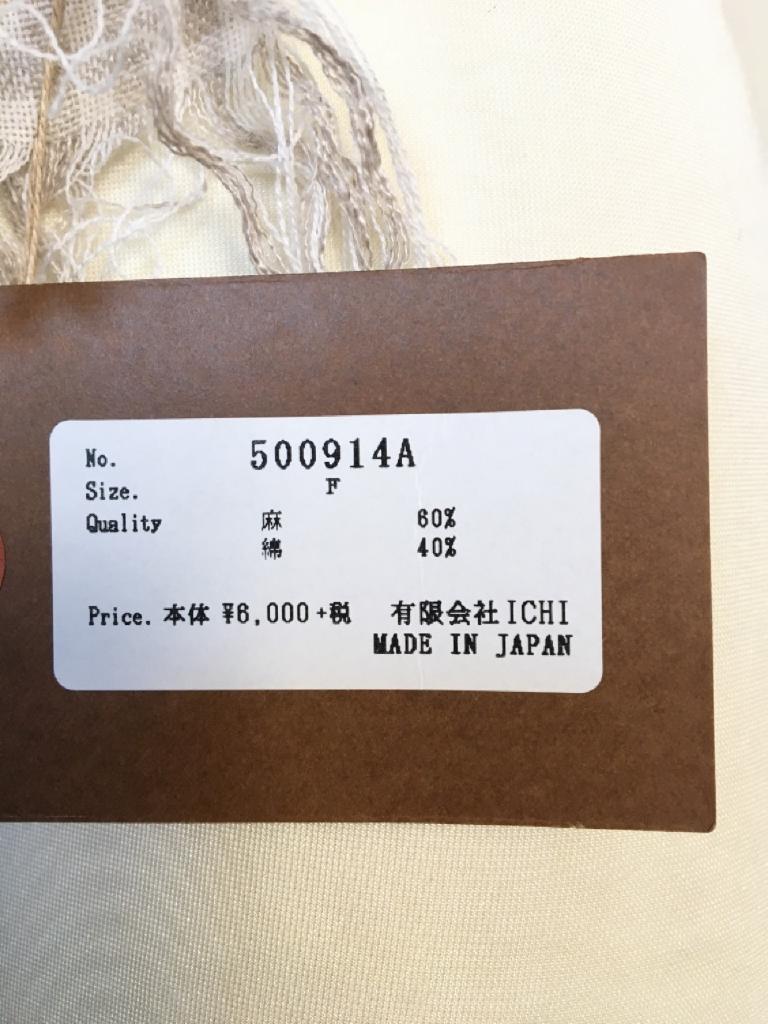 No. 500914A
Size. F
Quality 麻 60%
綿 40%
Price. 本体 ¥6,000+税 有限会社ICHI
MADE IN JAPAN